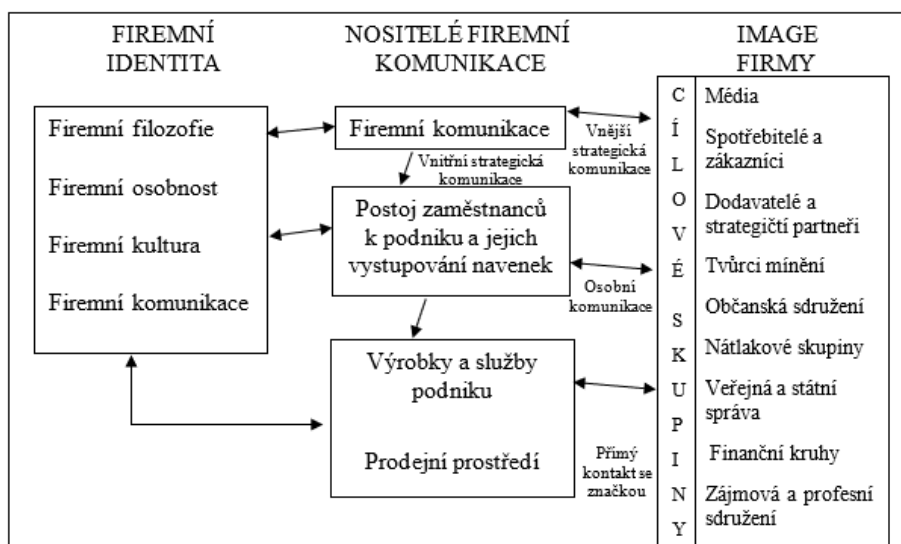 FIREMNÍ
IDENTITA
NOSITELÉ FIREMNÍ
KOMUNIKACE
IMAGE
FIRMY
Firemní filozofie
Firemní osobnost
Firemní kultura
Firemní komunikace
Firemní komunikace
Vnitřní strategická
komunikace
Postoj zaměstnanců
k podniku a jejich
vystupování navenek
Výrobky a služby
podniku
Prodejní prostředí
Vnější
strategická
komunikace
Osobní
komunikace
Přímý
kontakt se
značkou
C
Í
L
O
V
É
S
K
U
P
I
N
Y
Média
Spotřebitelé a
zákazníci
Dodavatelé a
strategičtí partneři
Tvůrci mínění
Občanská sdružení
Nátlakové skupiny
Veřejná a státní
správa
Finanční kruhy
Zájmová a profesní
sdružení